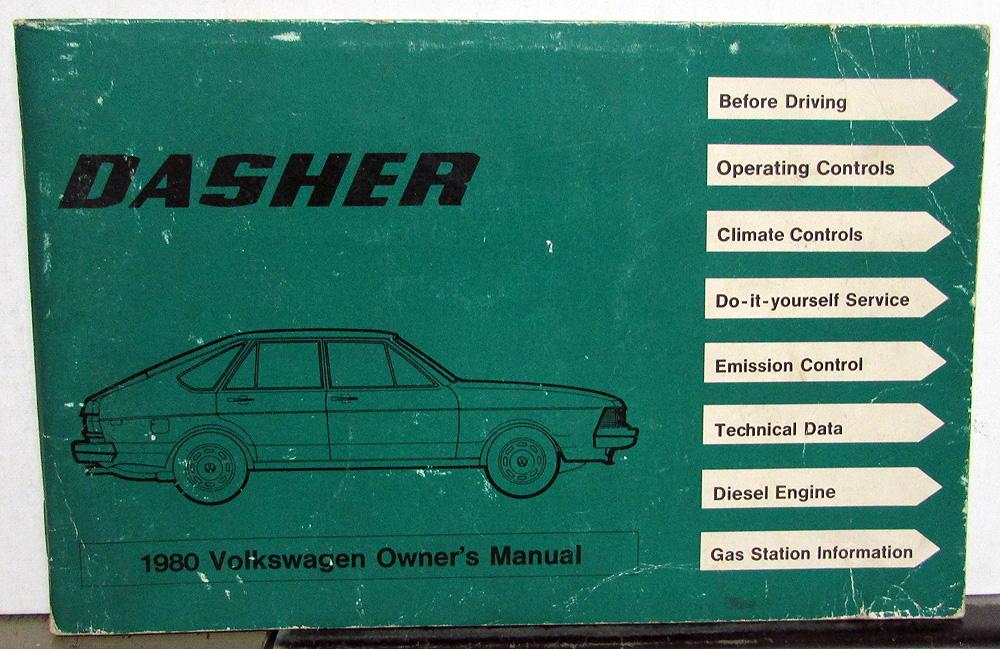 DASHER
1980 Volkswagen Owner's Manual
Before Driving
Operating Controls
Climate Controls
Do-it-yourself Service
Emission Control
Technical Data
Diesel Engine
Gas Station Information